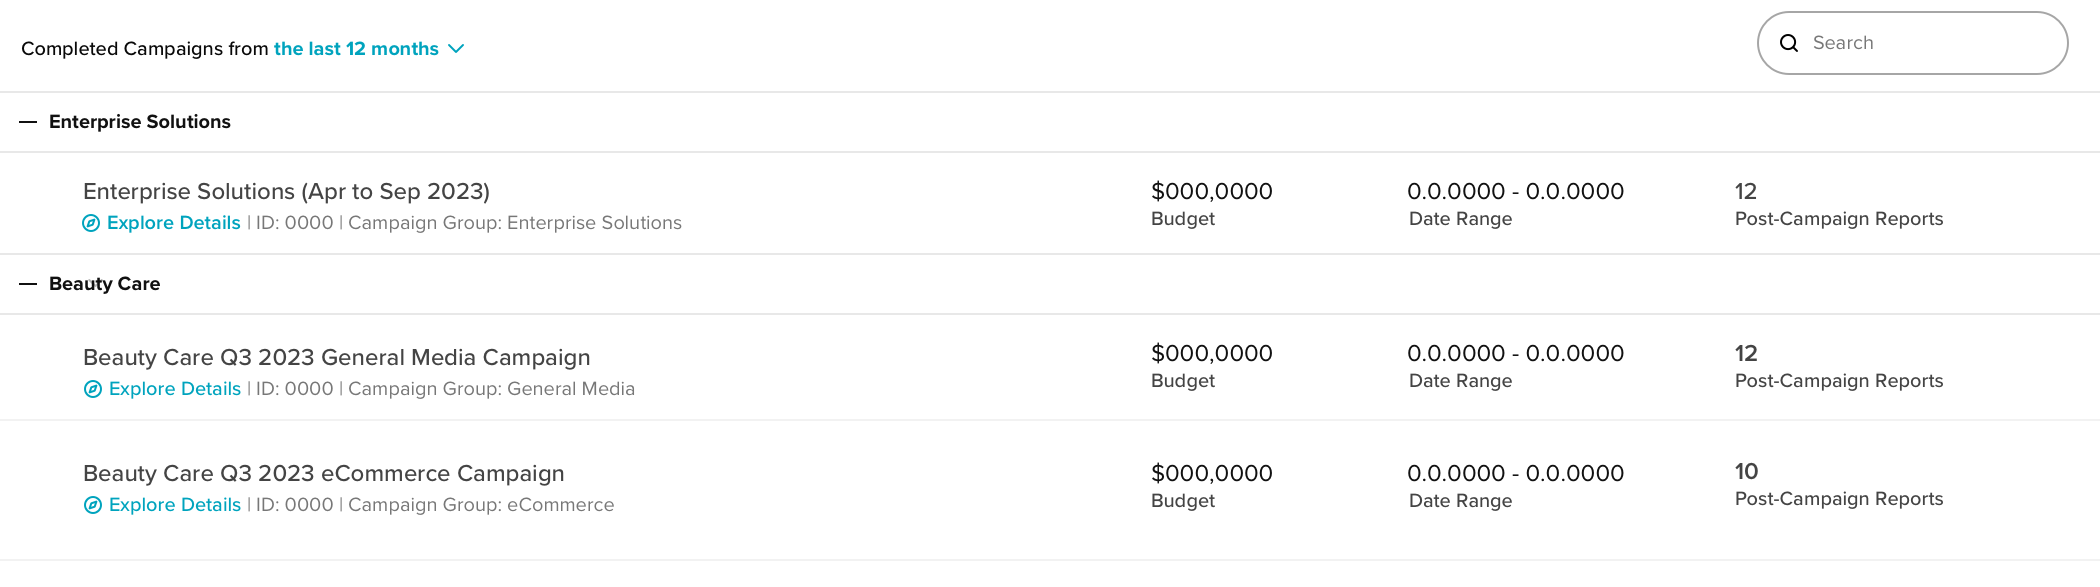 Completed Campaigns from the last 12 months
Search
Enterprise Solutions
Enterprise Solutions (Apr to Sep 2023)
Explore Details | ID: 0000 | Campaign Group: Enterprise Solutions
$000,0000
Budget
0.0.0000 - 0.0.0000
Date Range
12
Post-Campaign Reports
Beauty Care
Beauty Care Q3 2023 General Media Campaign
Explore Details | ID: 0000 | Campaign Group: General Media
$000,0000
Budget
0.0.0000 - 0.0.0000
Date Range
12
Post-Campaign Reports
Beauty Care Q3 2023 eCommerce Campaign
Explore Details | ID: 0000 | Campaign Group: eCommerce
$000,0000
Budget
0.0.0000 - 0.0.0000
Date Range
10
Post-Campaign Reports